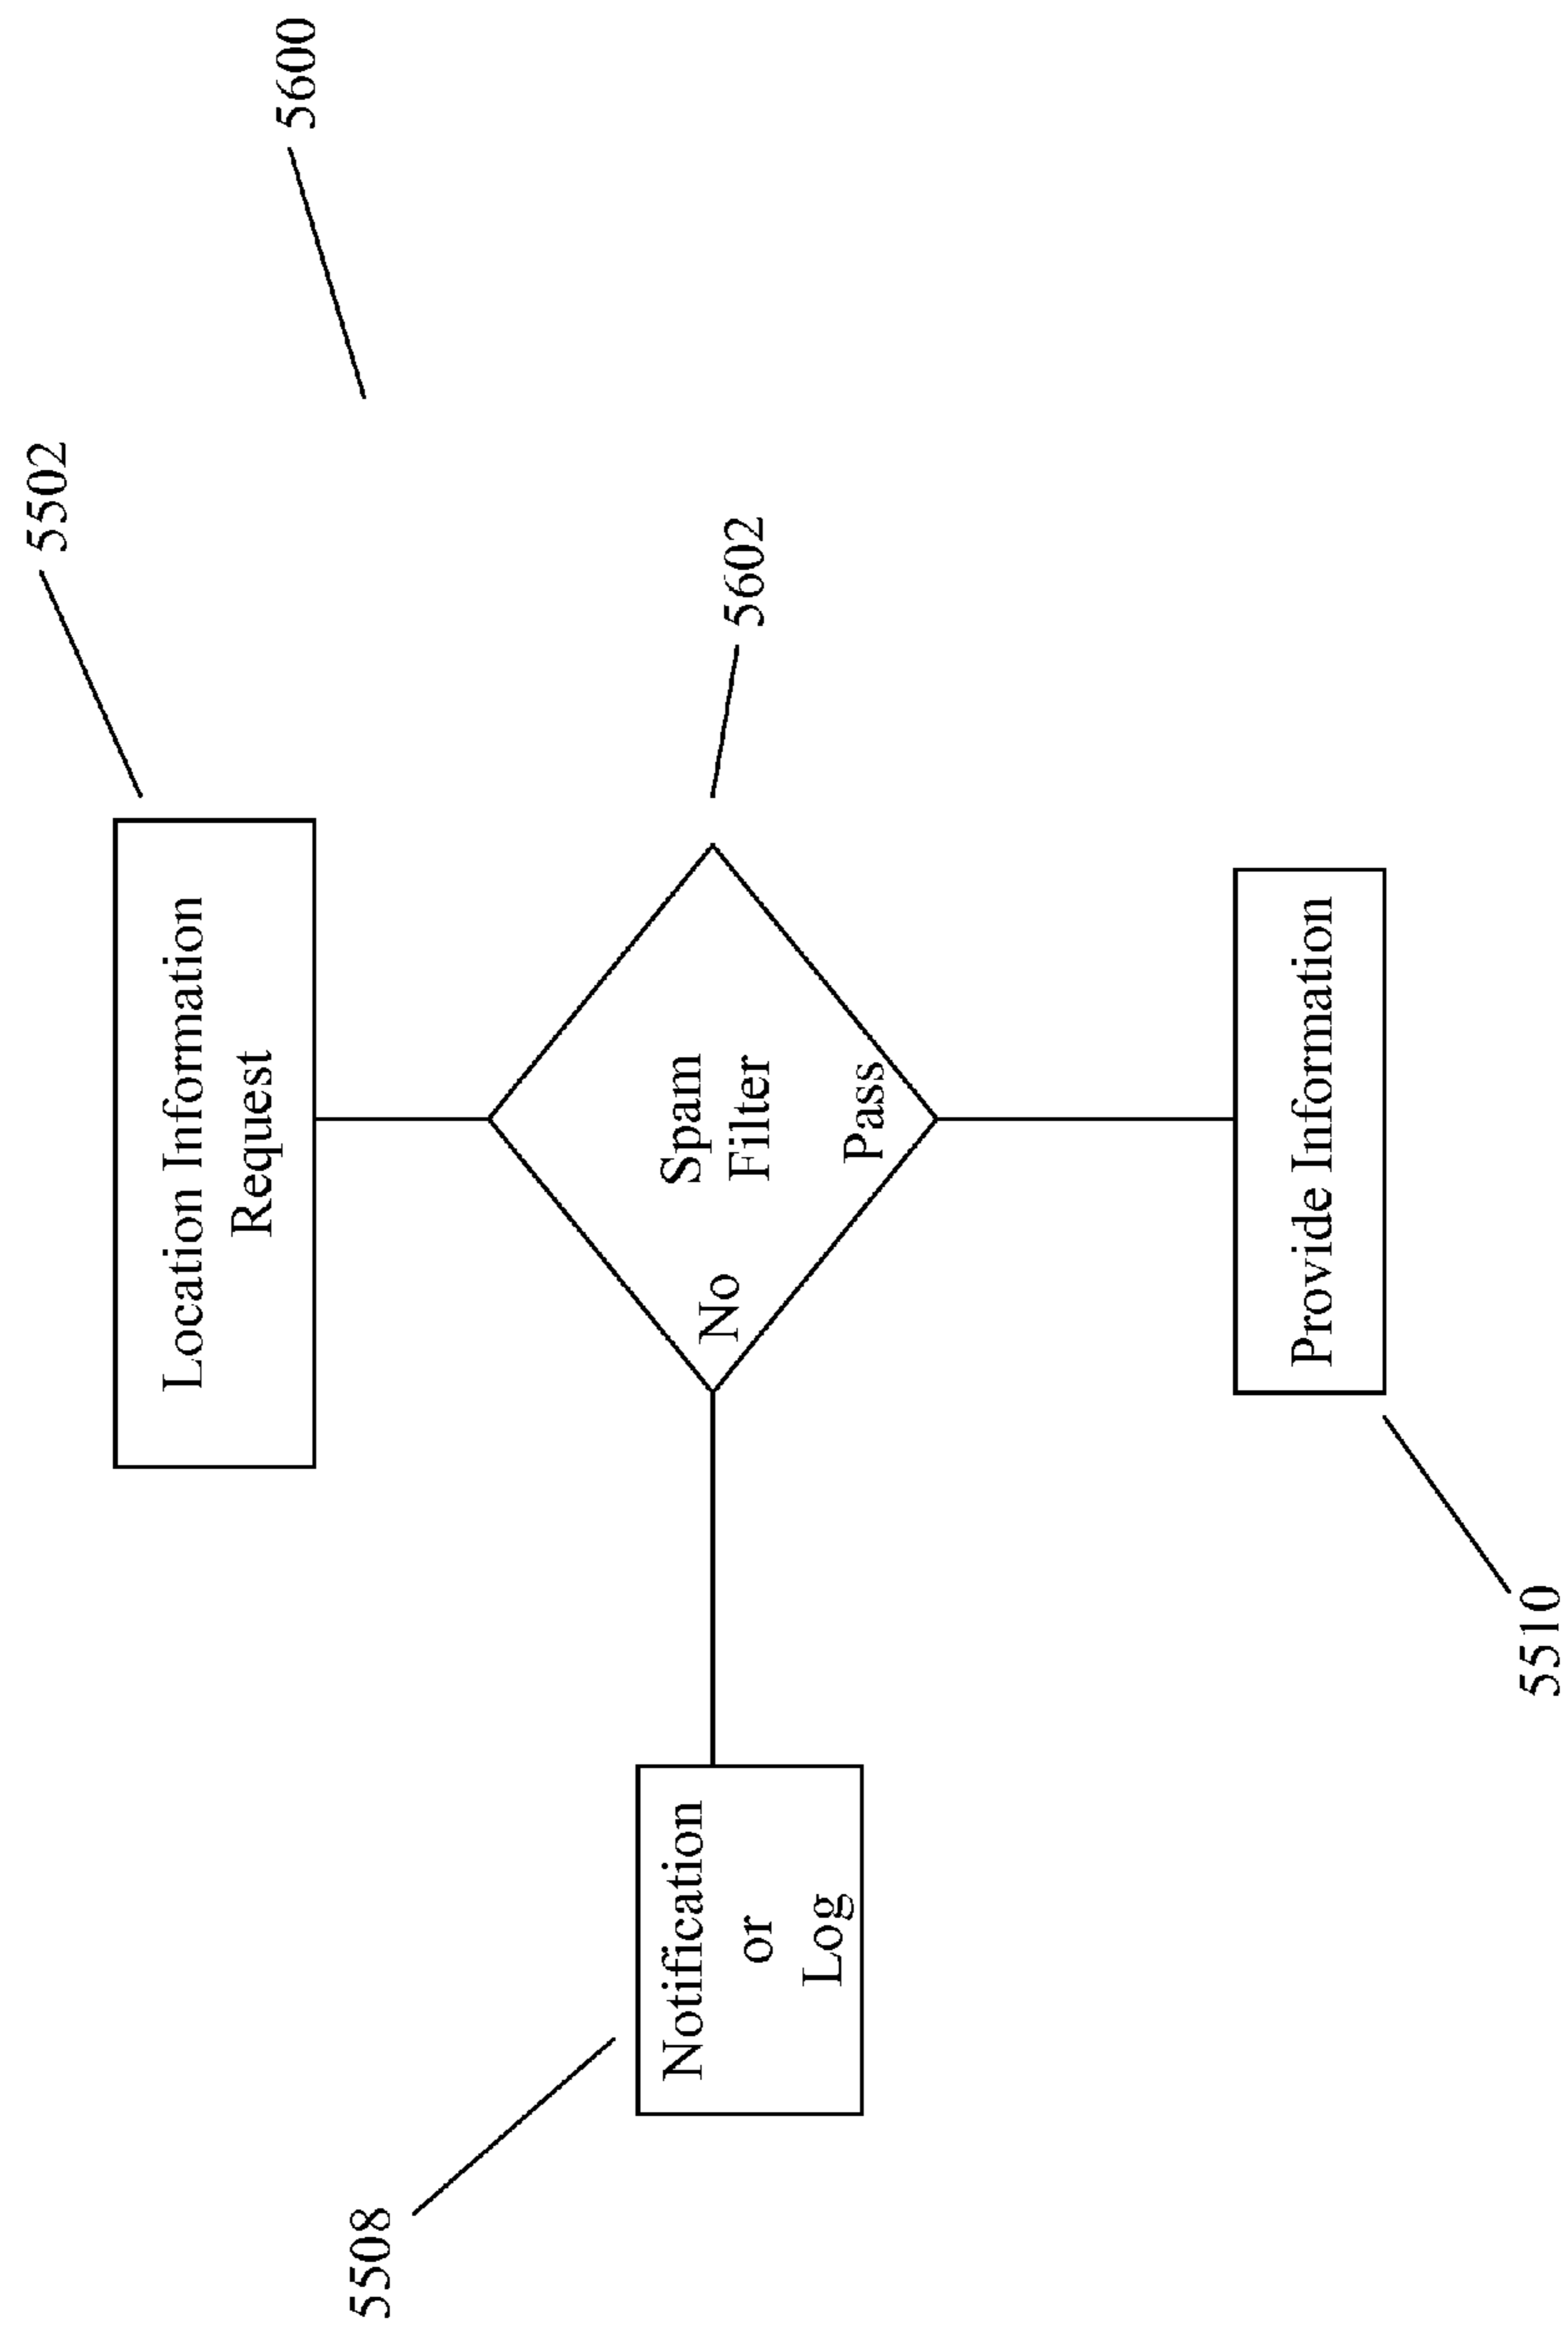 5600
5502
Location Information
Request
5602
Spam
Filter
No
Pass
5508
Notification
or
Log
Provide Information
5510